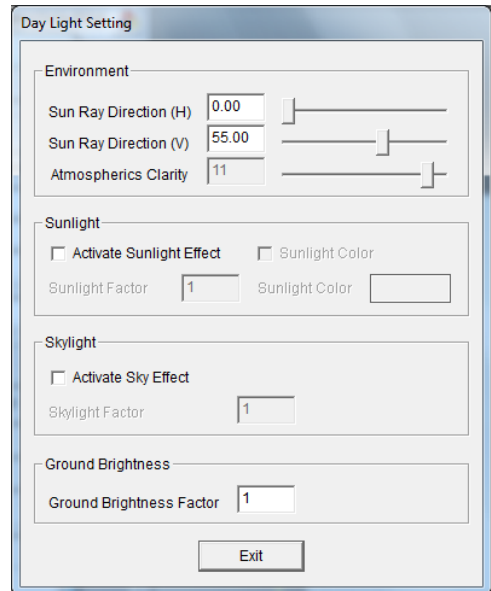 Day Light Setting
Environment
Sun Ray Direction (H) 0.00
Sun Ray Direction (V) 55.00
Atmospherics Clarity 11
Sunlight
Activate Sunlight Effect Sunlight Color
Sunlight Factor 1 Sunlight Color
Skylight
Activate Sky Effect
Skylight Factor 1
Ground Brightness
Ground Brightness Factor 1
Exit